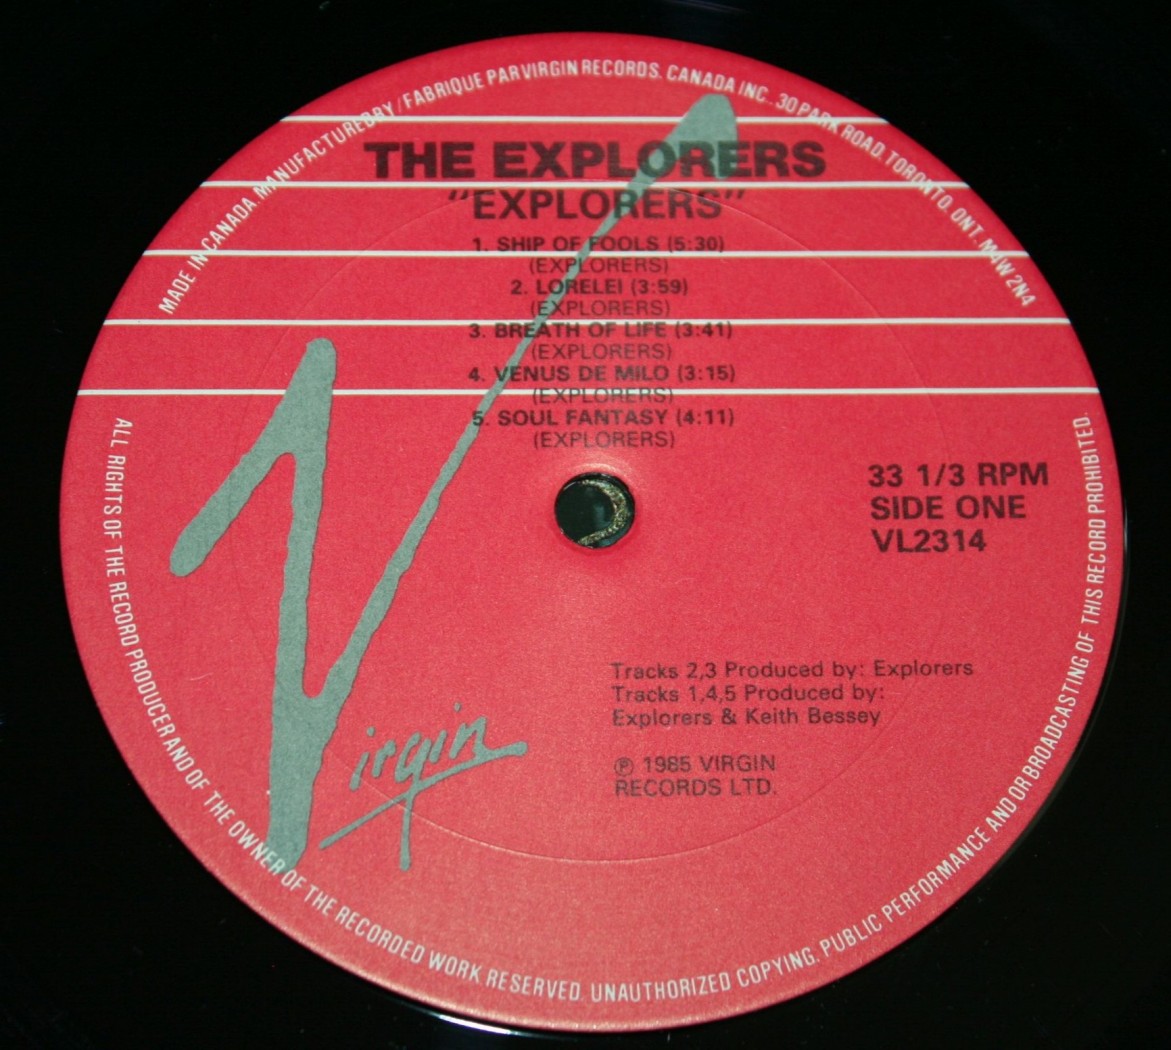 MADE IN CANADA. MANUFACTURED BY / FABRIQUE PAR VIRGIN RECORDS. CANADA INC., 30 PARK ROAD. TORONTO, ONT. M4W 2N4
THE EXPLORERS
"EXPLORERS"
1. SHIP OF FOOLS (5:30)
(EXPLORERS)
2. LORELEI (3:59)
(EXPLORERS)
3. BREATH OF LIFE (3:41)
(EXPLORERS)
4. VENUS DE MILO (3:15)
(EXPLORERS)
5. SOUL FANTASY (4:11)
(EXPLORERS)
33 1/3 RPM
SIDE ONE
VL2314
Tracks 2,3 Produced by: Explorers
Tracks 1,4,5 Produced by:
Explorers & Keith Bessey
℗ 1985 VIRGIN
RECORDS LTD.
Virgin
ALL RIGHTS OF THE RECORD PRODUCER AND OF THE OWNER OF THE RECORDED WORK RESERVED. UNAUTHORIZED COPYING. PUBLIC PERFORMANCE AND OR BROADCASTING OF THIS RECORD PROHIBITED.